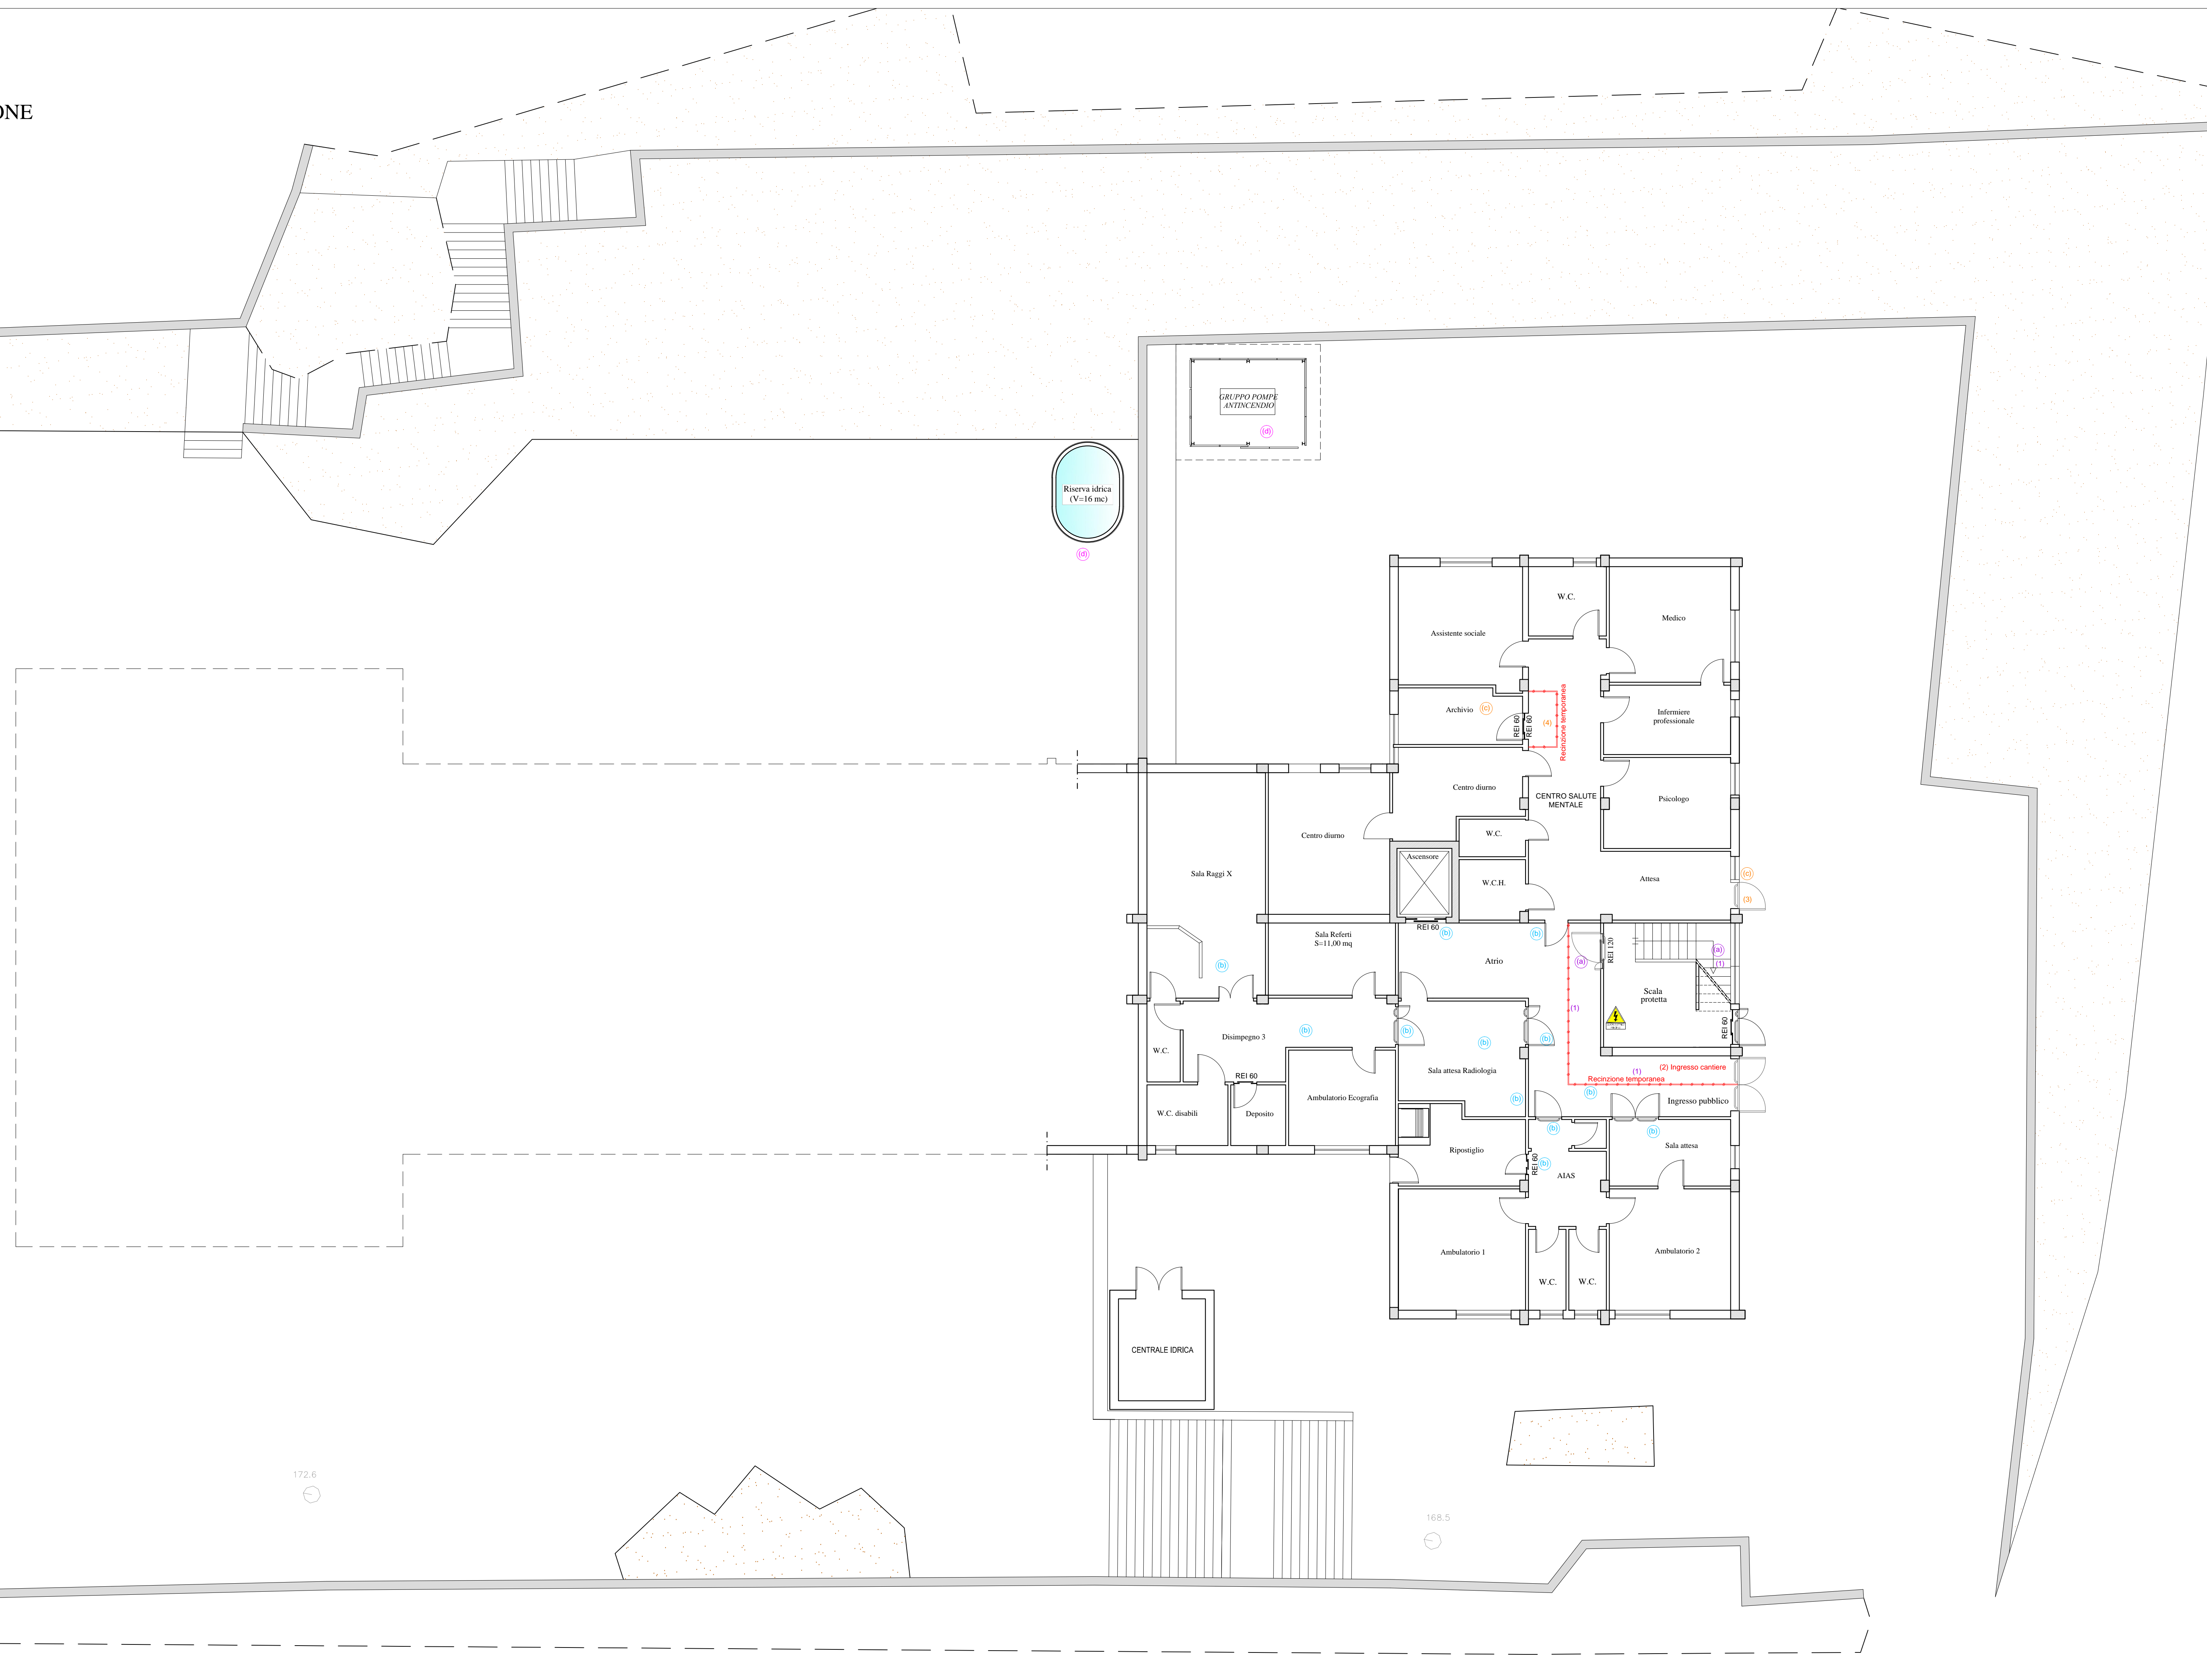 ONE
GRUPPO POMPE
ANTINCENDIO
(d)
Riserva idrica
(V=16 mc)
(d)
W.C.
Medico
Assistente sociale
Recinzione temporanea
Archivio
(c)
REI 60
REI 60
(4)
Infermiere
professionale
Centro diurno
CENTRO SALUTE
MENTALE
Psicologo
Centro diurno
W.C.
Ascensore
Sala Raggi X
W.C.H.
Attesa
(c)
(3)
REI 60
(b)
(b)
Sala Referti
S=11,00 mq
REI 120
(a)
(1)
Atrio
(a)
(b)
Scala
protetta
(1)
REI 60
Disimpegno 3
(b)
(b)
(b)
(b)
W.C.
Sala attesa Radiologia
(1)
(2) Ingresso cantiere
REI 60
Recinzione temporanea
(b)
Ambulatorio Ecografia
(b)
Ingresso pubblico
W.C. disabili
Deposito
(b)
(b)
Sala attesa
Ripostiglio
REI 60
(b)
AIAS
Ambulatorio 1
Ambulatorio 2
W.C.
W.C.
CENTRALE IDRICA
172.6
168.5